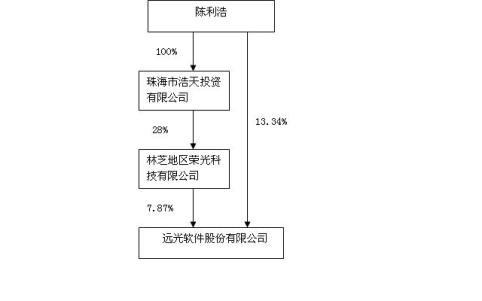 陈利浩
100%
珠海市浩天投资
有限公司
13.34%
28%
林芝地区荣光科
技有限公司
7.87%
远光软件股份有限公司